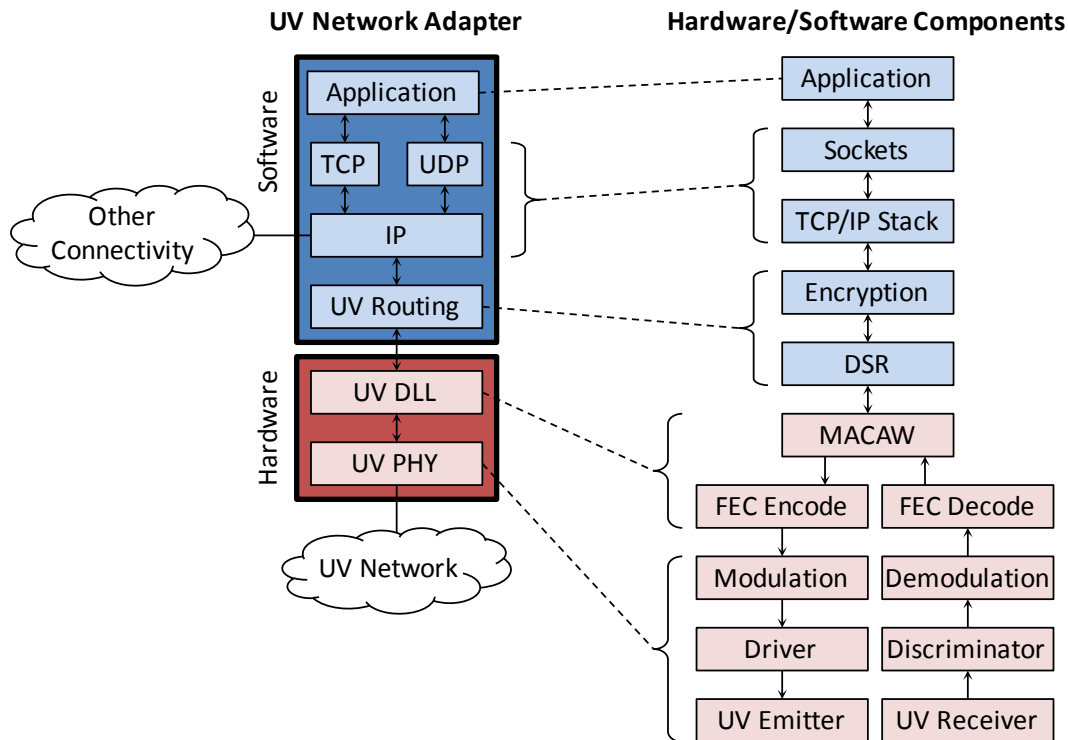 UV Network Adapter
Hardware/Software Components
Software
Application
TCP
UDP
IP
UV Routing
Other
Connectivity
Hardware
UV DLL
UV PHY
UV Network
Application
Sockets
TCP/IP Stack
Encryption
DSR
MACAW
FEC Encode
FEC Decode
Modulation
Demodulation
Driver
Discriminator
UV Emitter
UV Receiver